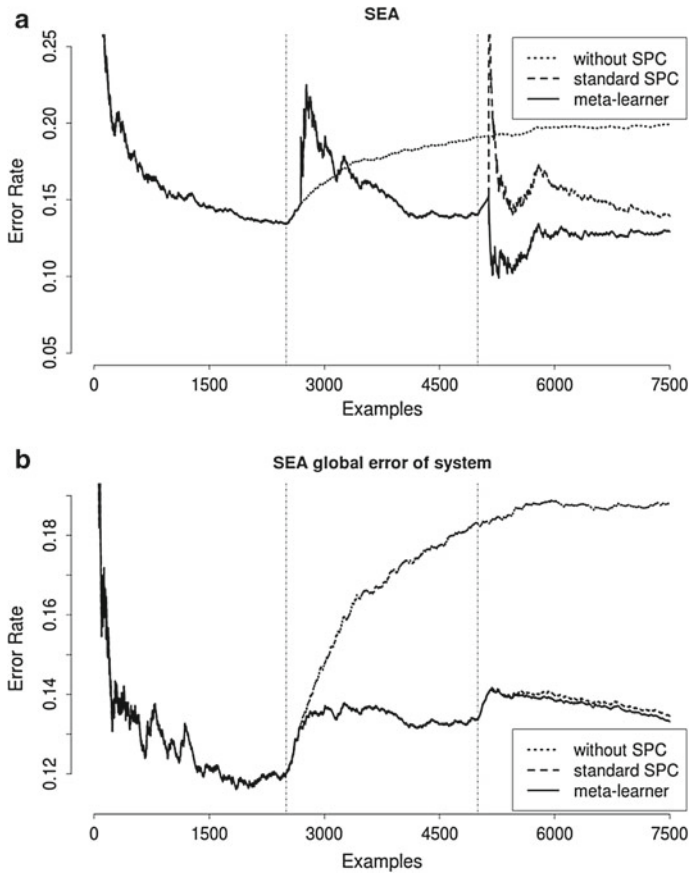 a
SEA
0.25
0.20
0.15
0.10
0.05
Error Rate
without SPC
standard SPC
meta-learner
0 1500 3000 4500 6000 7500
Examples
b
SEA global error of system
0.18
0.16
0.14
0.12
Error Rate
without SPC
standard SPC
meta-learner
0 1500 3000 4500 6000 7500
Examples